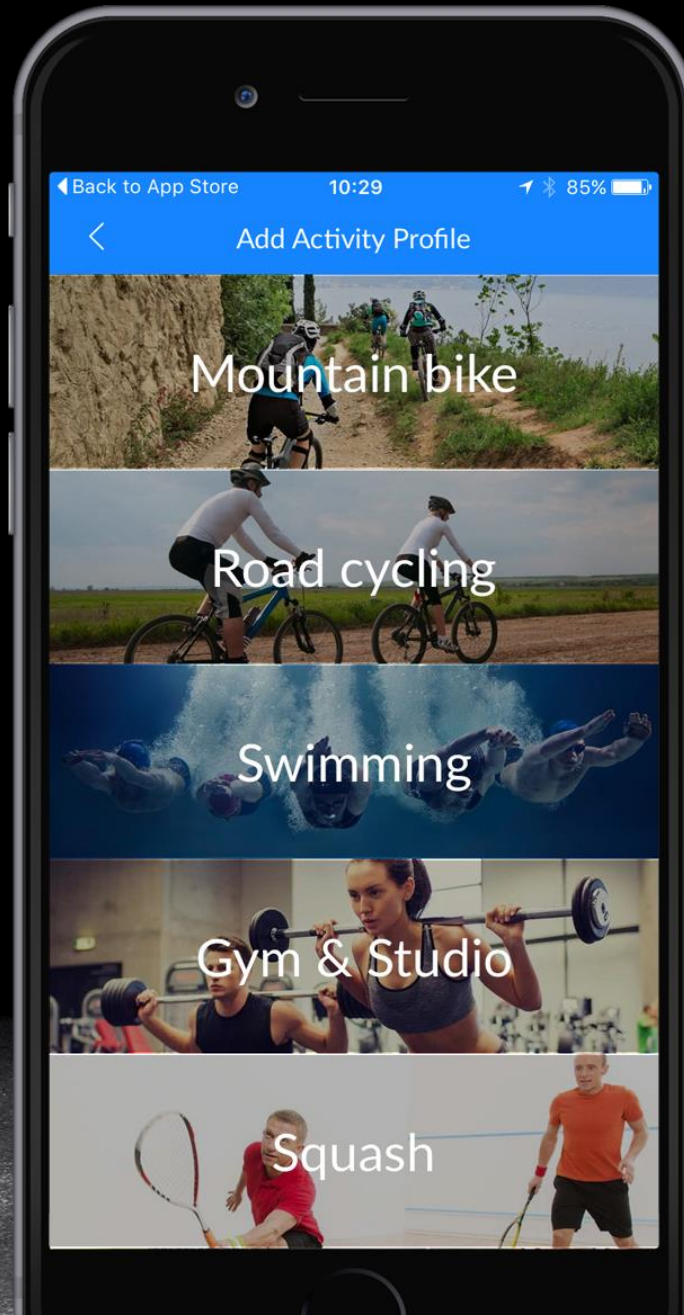 Back to App Store 10:29 85%
Add Activity Profile
Mountain bike
Road cycling
Swimming
Gym & Studio
Squash